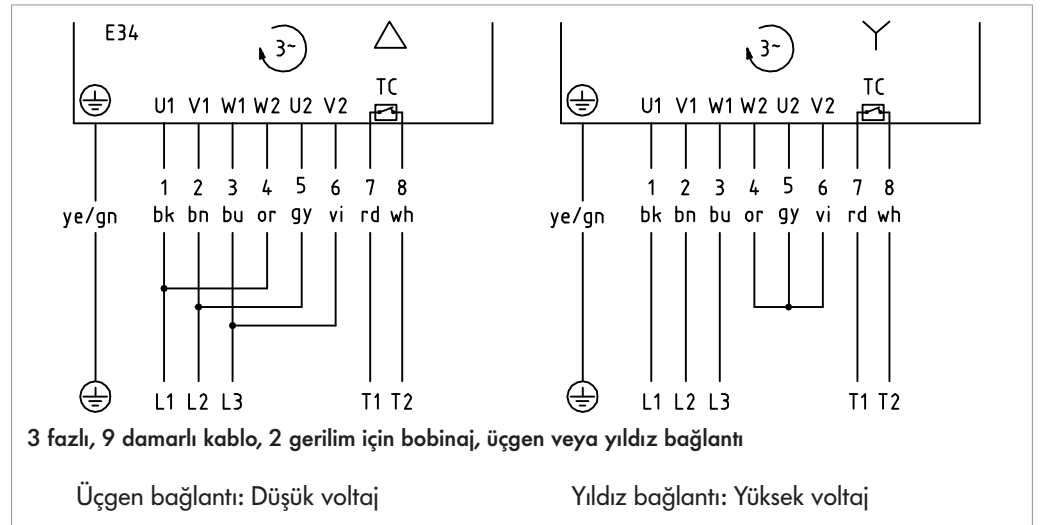 E34 3~ 3~
TC TC
U1 V1 W1 W2 U2 V2 U1 V1 W1 W2 U2 V2
1 2 3 4 5 6 7 8 1 2 3 4 5 6 7 8
ye/gn bk bn bu or gy vi rd wh ye/gn bk bn bu or gy vi rd wh
L1 L2 L3 T1 T2 L1 L2 L3 T1 T2
3 fazlı, 9 damarlı kablo, 2 gerilim için bobinaj, üçgen veya yıldız bağlantı
Üçgen bağlantı: Düşük voltaj Yıldız bağlantı: Yüksek voltaj